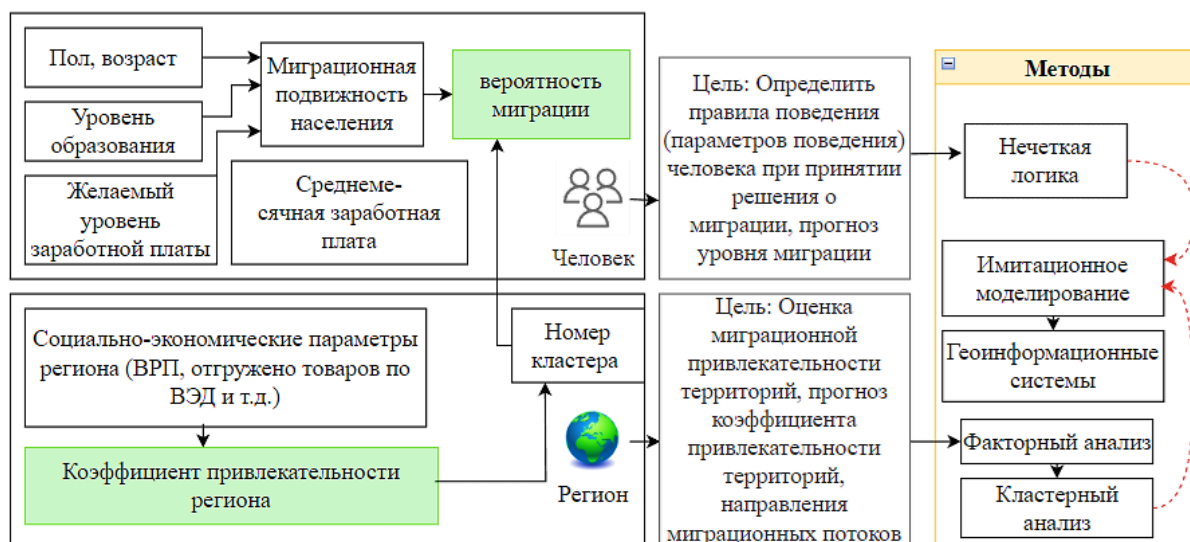 Пол, возраст
Уровень
образования
Желаемый
уровень
заработной платы
Миграционная
подвижность
населения
Среднеме-
сячная заработная
плата
вероятность
миграции
Человек
Цель: Определить
правила поведения
(параметров поведения)
человека при принятии
решения о
миграции, прогноз
уровня миграции
Методы
Нечеткая
логика
Имитационное
моделирование
Геоинформационные
системы
Факторный анализ
Кластерный
анализ
Социально-экономические параметры
региона (ВРП, отгружено товаров по
ВЭД и т.д.)
Коэффициент привлекательности
региона
Номер
кластера
Регион
Цель: Оценка
миграционной
привлекательности
территорий, прогноз
коэффициента
привлекательности
территорий,
направления
миграционных потоков